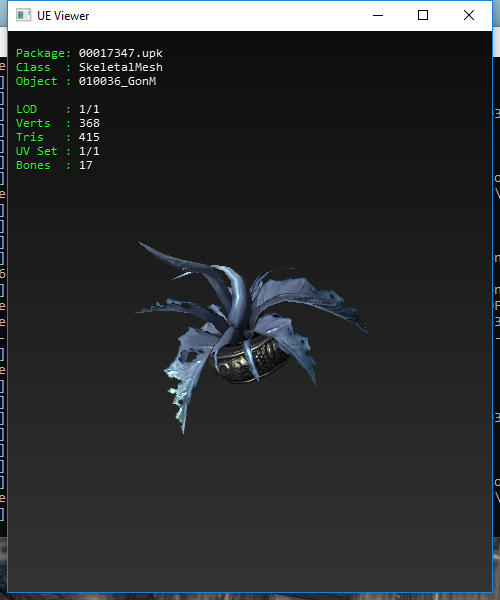 UE Viewer
Package: 00017347.upk
Class : SkeletalMesh
Object : 010036_GonM
LOD : 1/1
Verts : 368
Tris : 415
UV Set : 1/1
Bones : 17